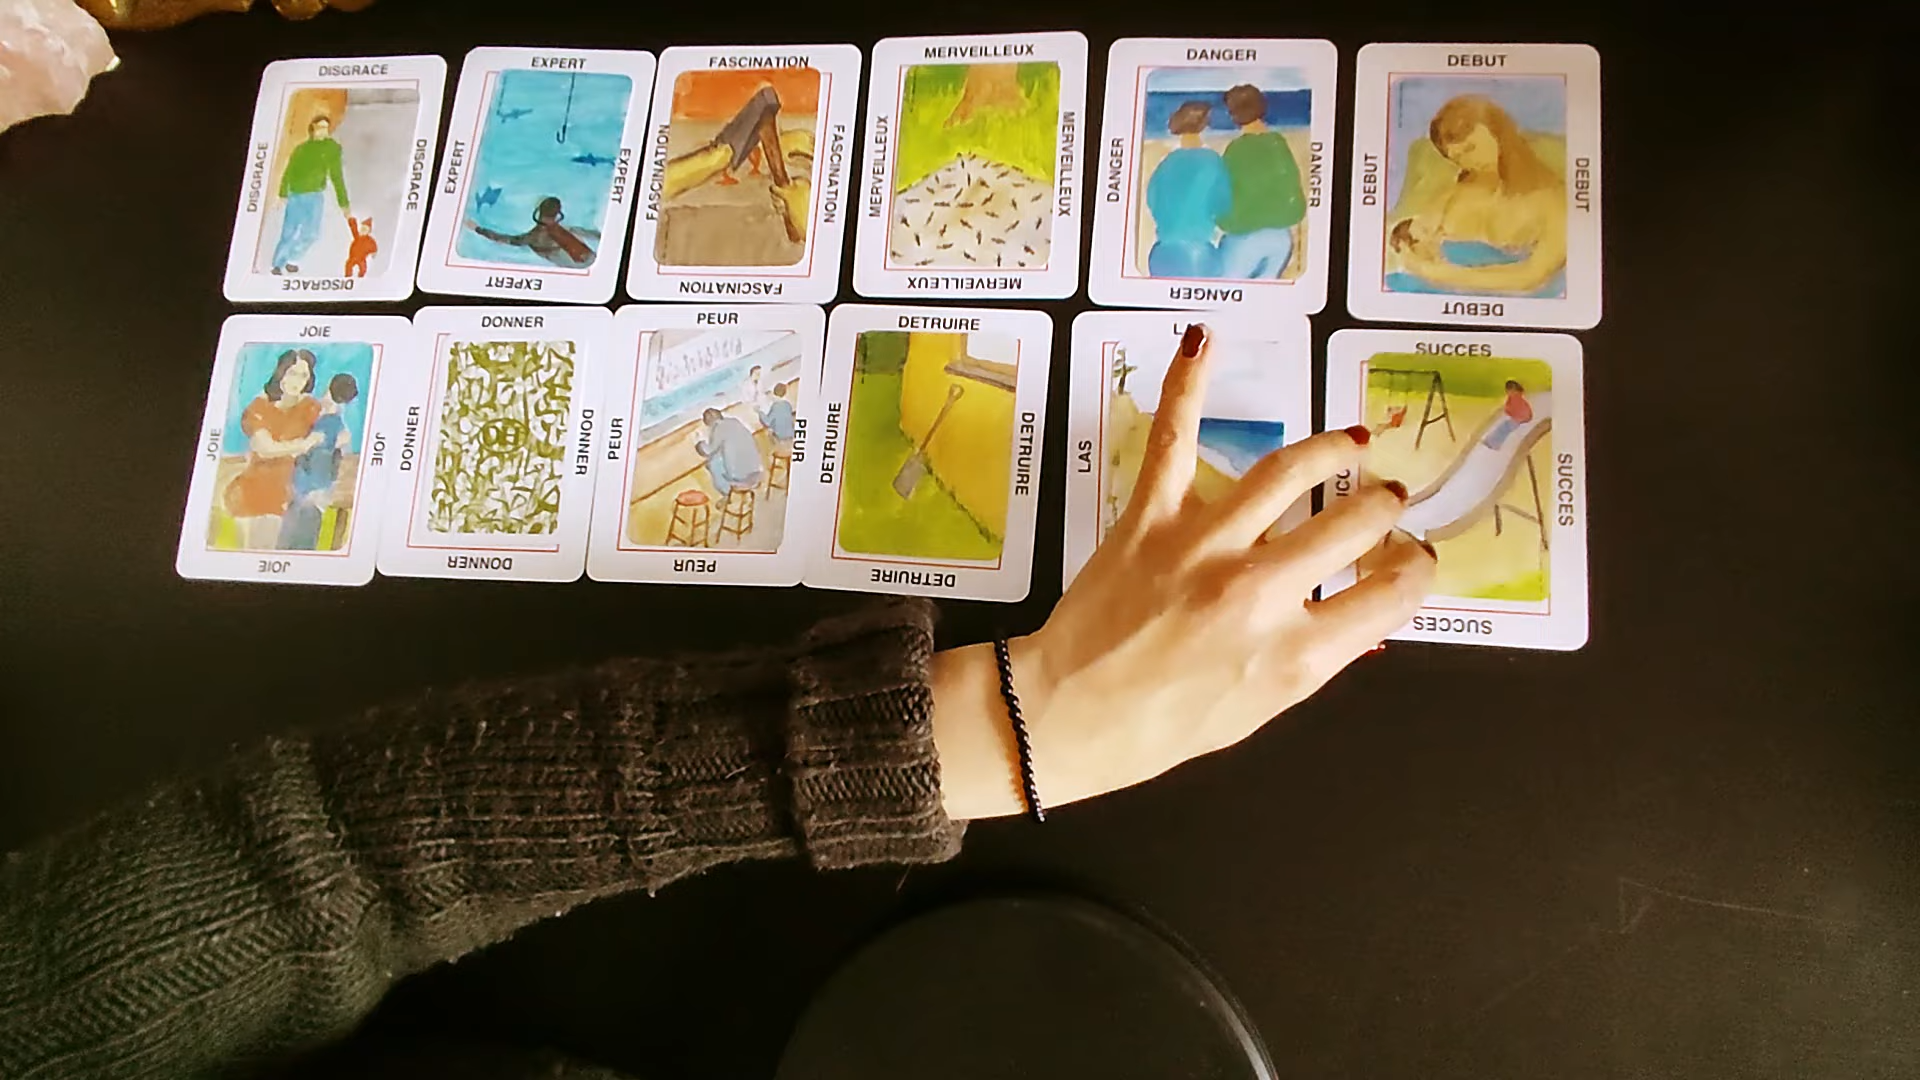 DISGRACE
DISGRACE
DISGRACE
DISGRACE
EXPERT
EXPERT
EXPERT
EXPERT
FASCINATION
FASCINATION
FASCINATION
FASCINATION
MERVEILLEUX
MERVEILLEUX
MERVEILLEUX
MERVEILLEUX
DANGER
DANGER
DANGER
DANGER
DEBUT
DEBUT
DEBUT
DEBUT
JOIE
JOIE
JOIE
JOIE
DONNER
DONNER
DONNER
DONNER
PEUR
PEUR
PEUR
PEUR
DETRUIRE
DETRUIRE
DETRUIRE
DETRUIRE
LAS
SUCCES
SUCCES
SUCCES